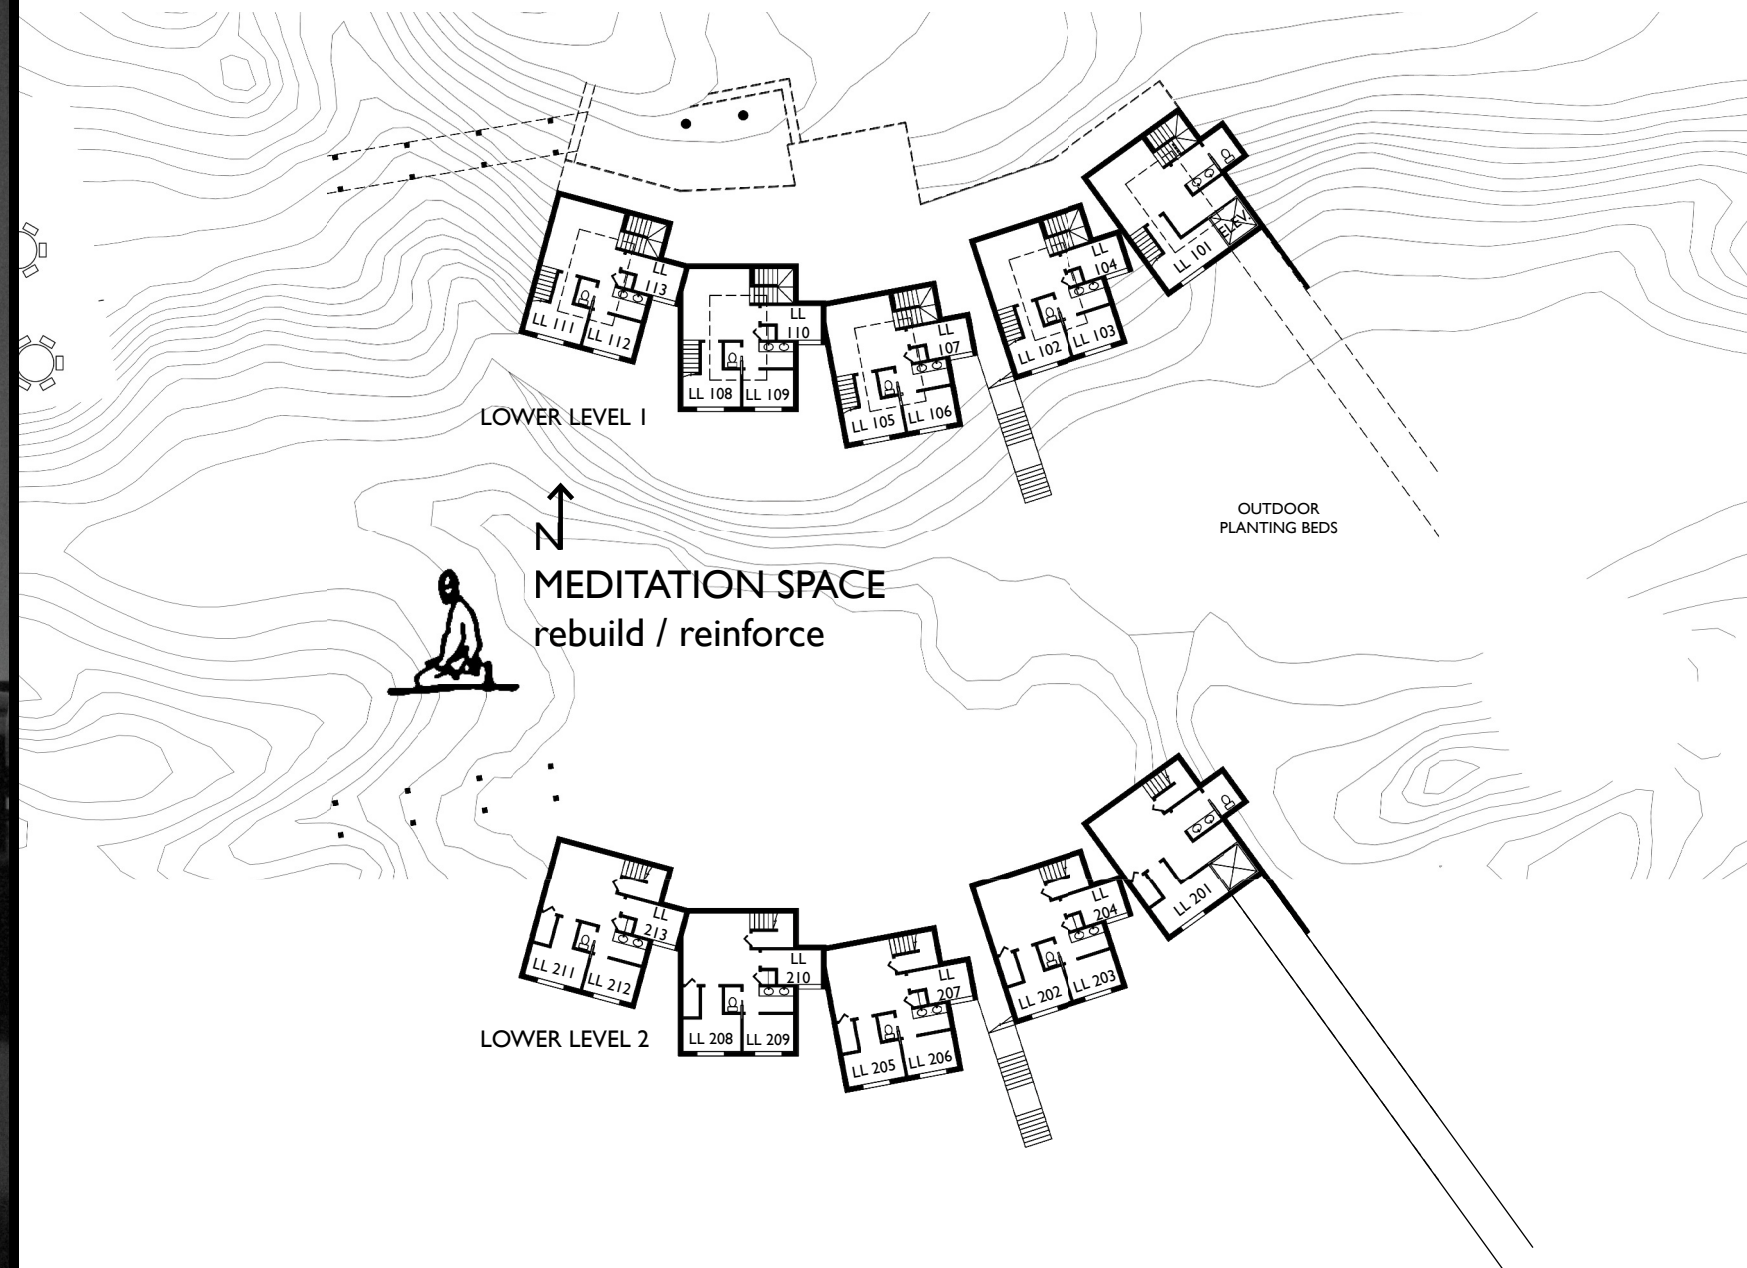 ELEV.
LL 101
LL
104
LL 102
LL 103
LL
113
LL 111
LL 112
LL
110
LL 108
LL 109
LL
107
LL 105
LL 106
LOWER LEVEL 1
N
OUTDOOR
PLANTING BEDS
MEDITATION SPACE
rebuild / reinforce
LL 201
LL
204
LL 202
LL 203
LL
213
LL 211
LL 212
LL
210
LL 208
LL 209
LL
207
LL 205
LL 206
LOWER LEVEL 2